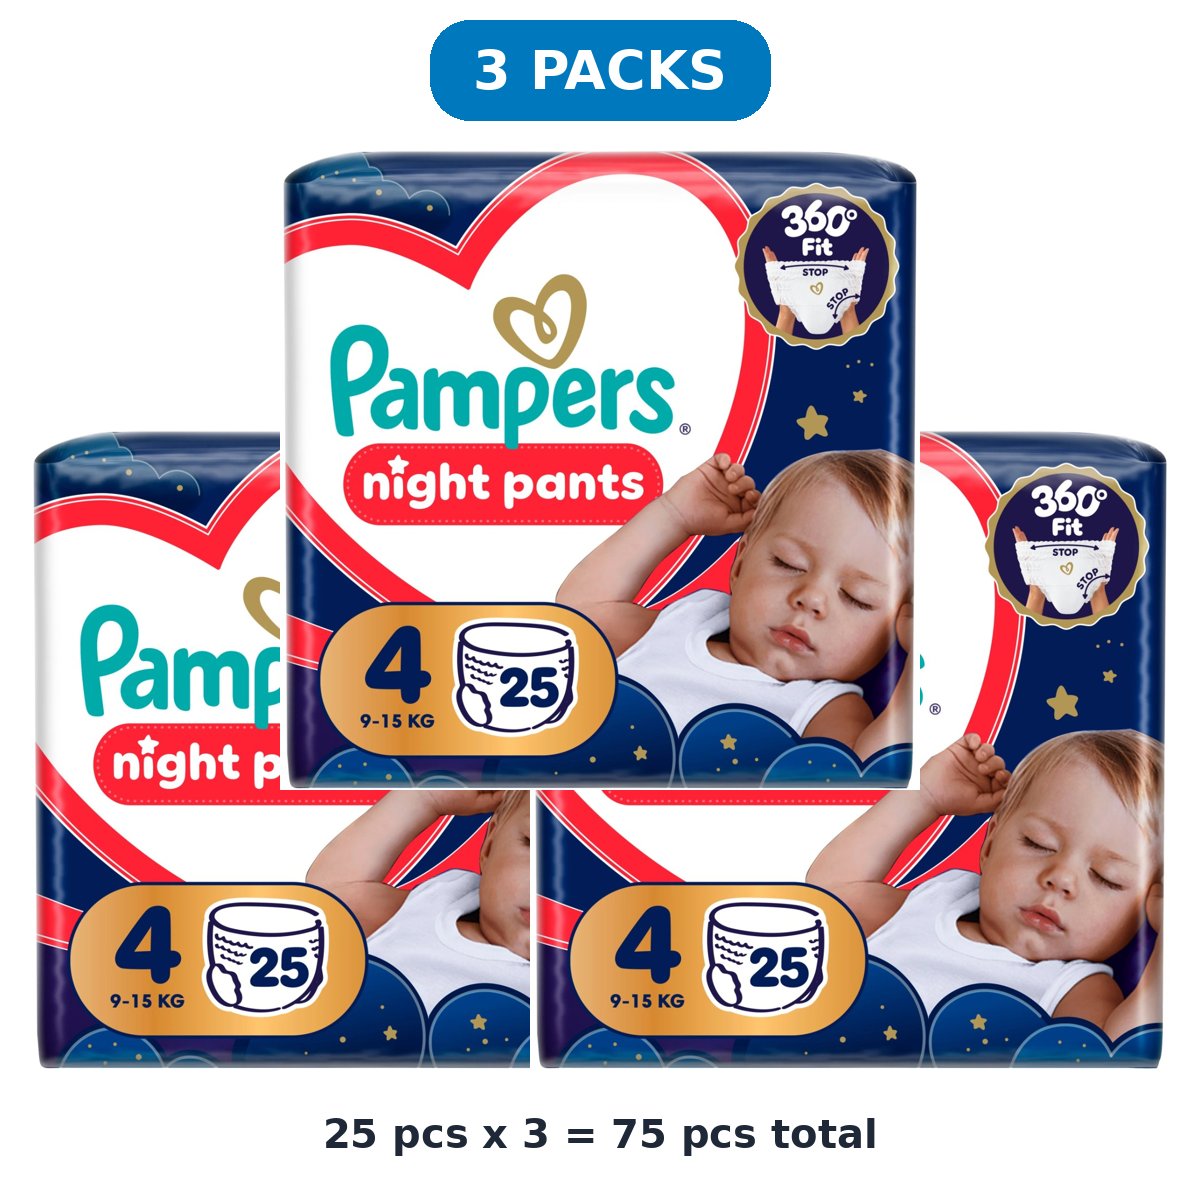 3 PACKS
360°
Fit
STOP
STOP
Pampers®
night pants
4
25
9-15 KG
Pamp
night p
4
25
9-15 KG
360°
Fit
STOP
STOP
®
4
25
9-15 KG
25 pcs x 3 = 75 pcs total